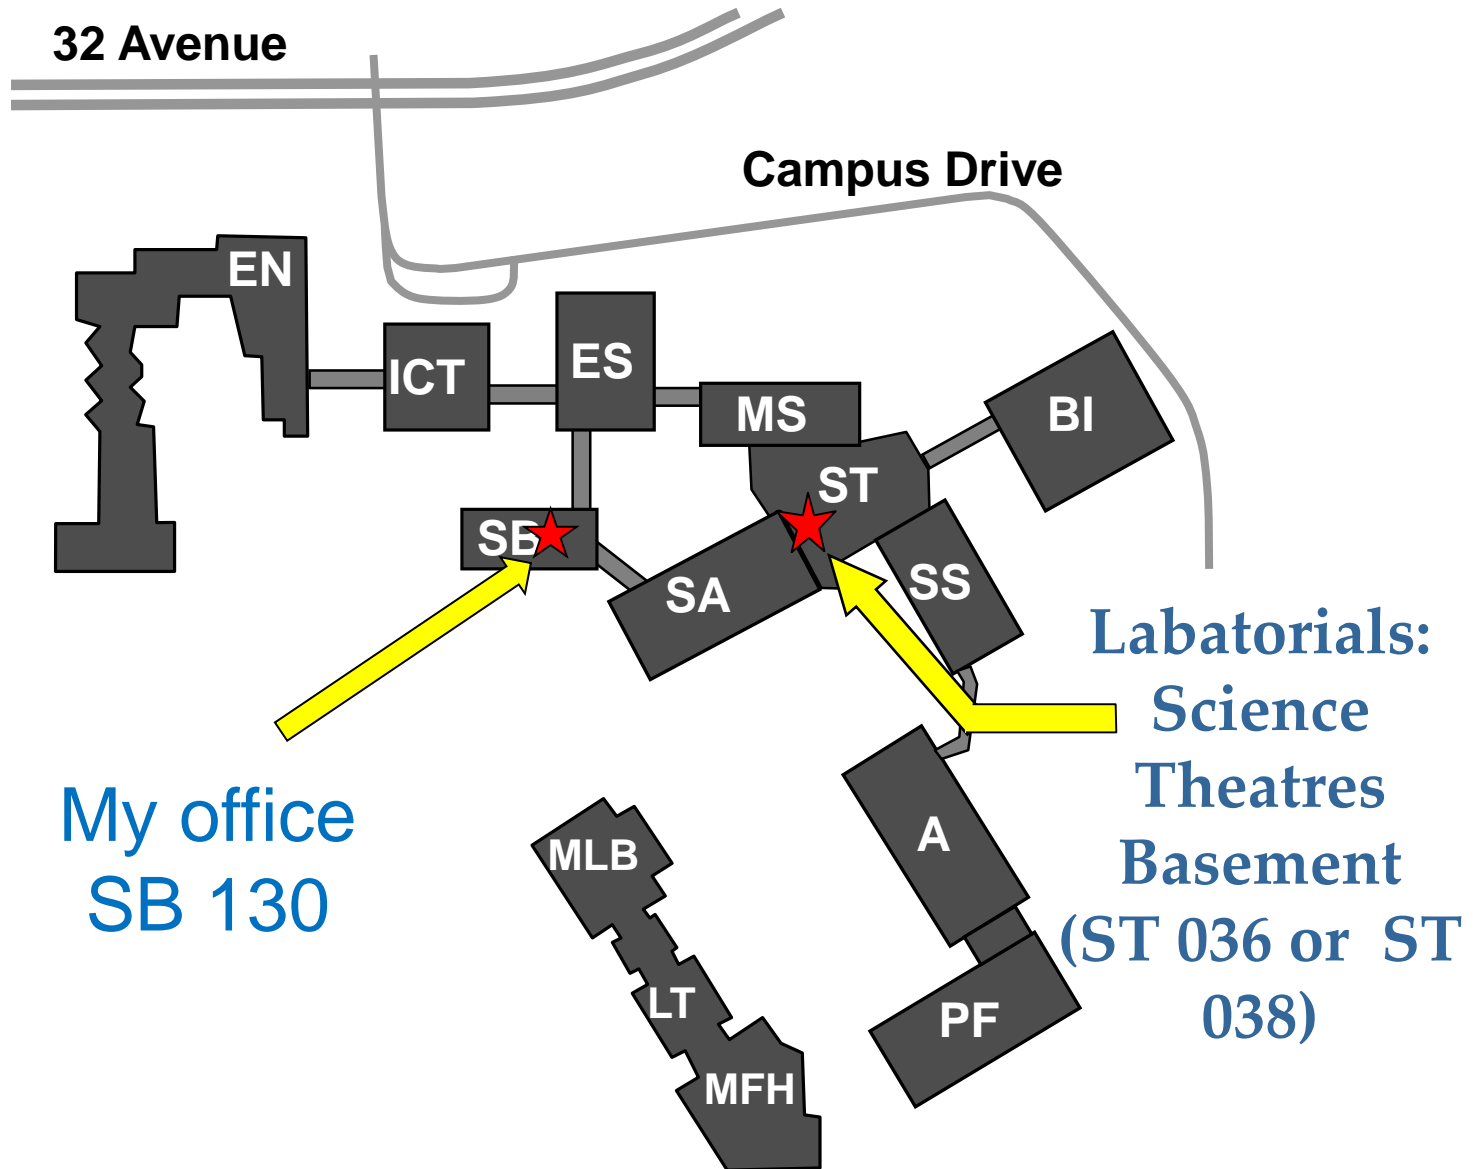 32 Avenue
Campus Drive
EN
ICT
ES
MS
BI
ST
SB
SA
SS
Labatorials:
Science
Theatres
Basement
(ST 036 or  ST
038)
My office
SB 130
MLB
A
LT
PF
MFH